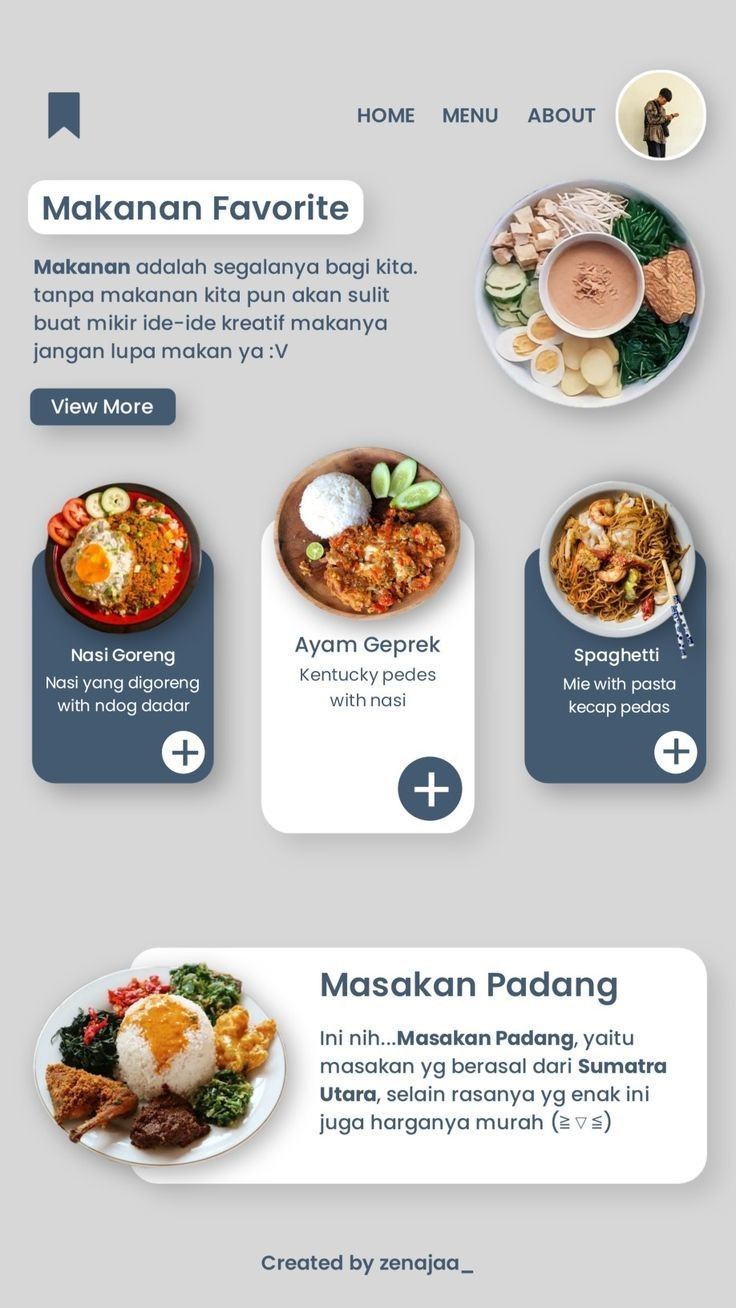 HOME MENU ABOUT
Makanan Favorite
Makanan adalah segalanya bagi kita.
tanpa makanan kita pun akan sulit
buat mikir ide-ide kreatif makanya
jangan lupa makan ya :V
View More
Nasi Goreng
Nasi yang digoreng
with ndog dadar
Ayam Geprek
Kentucky pedes
with nasi
Spaghetti
Mie with pasta
kecap pedas
Masakan Padang
Ini nih...Masakan Padang, yaitu
masakan yg berasal dari Sumatra
Utara, selain rasanya yg enak ini
juga harganya murah (≧▽≦)
Created by zenajaa_